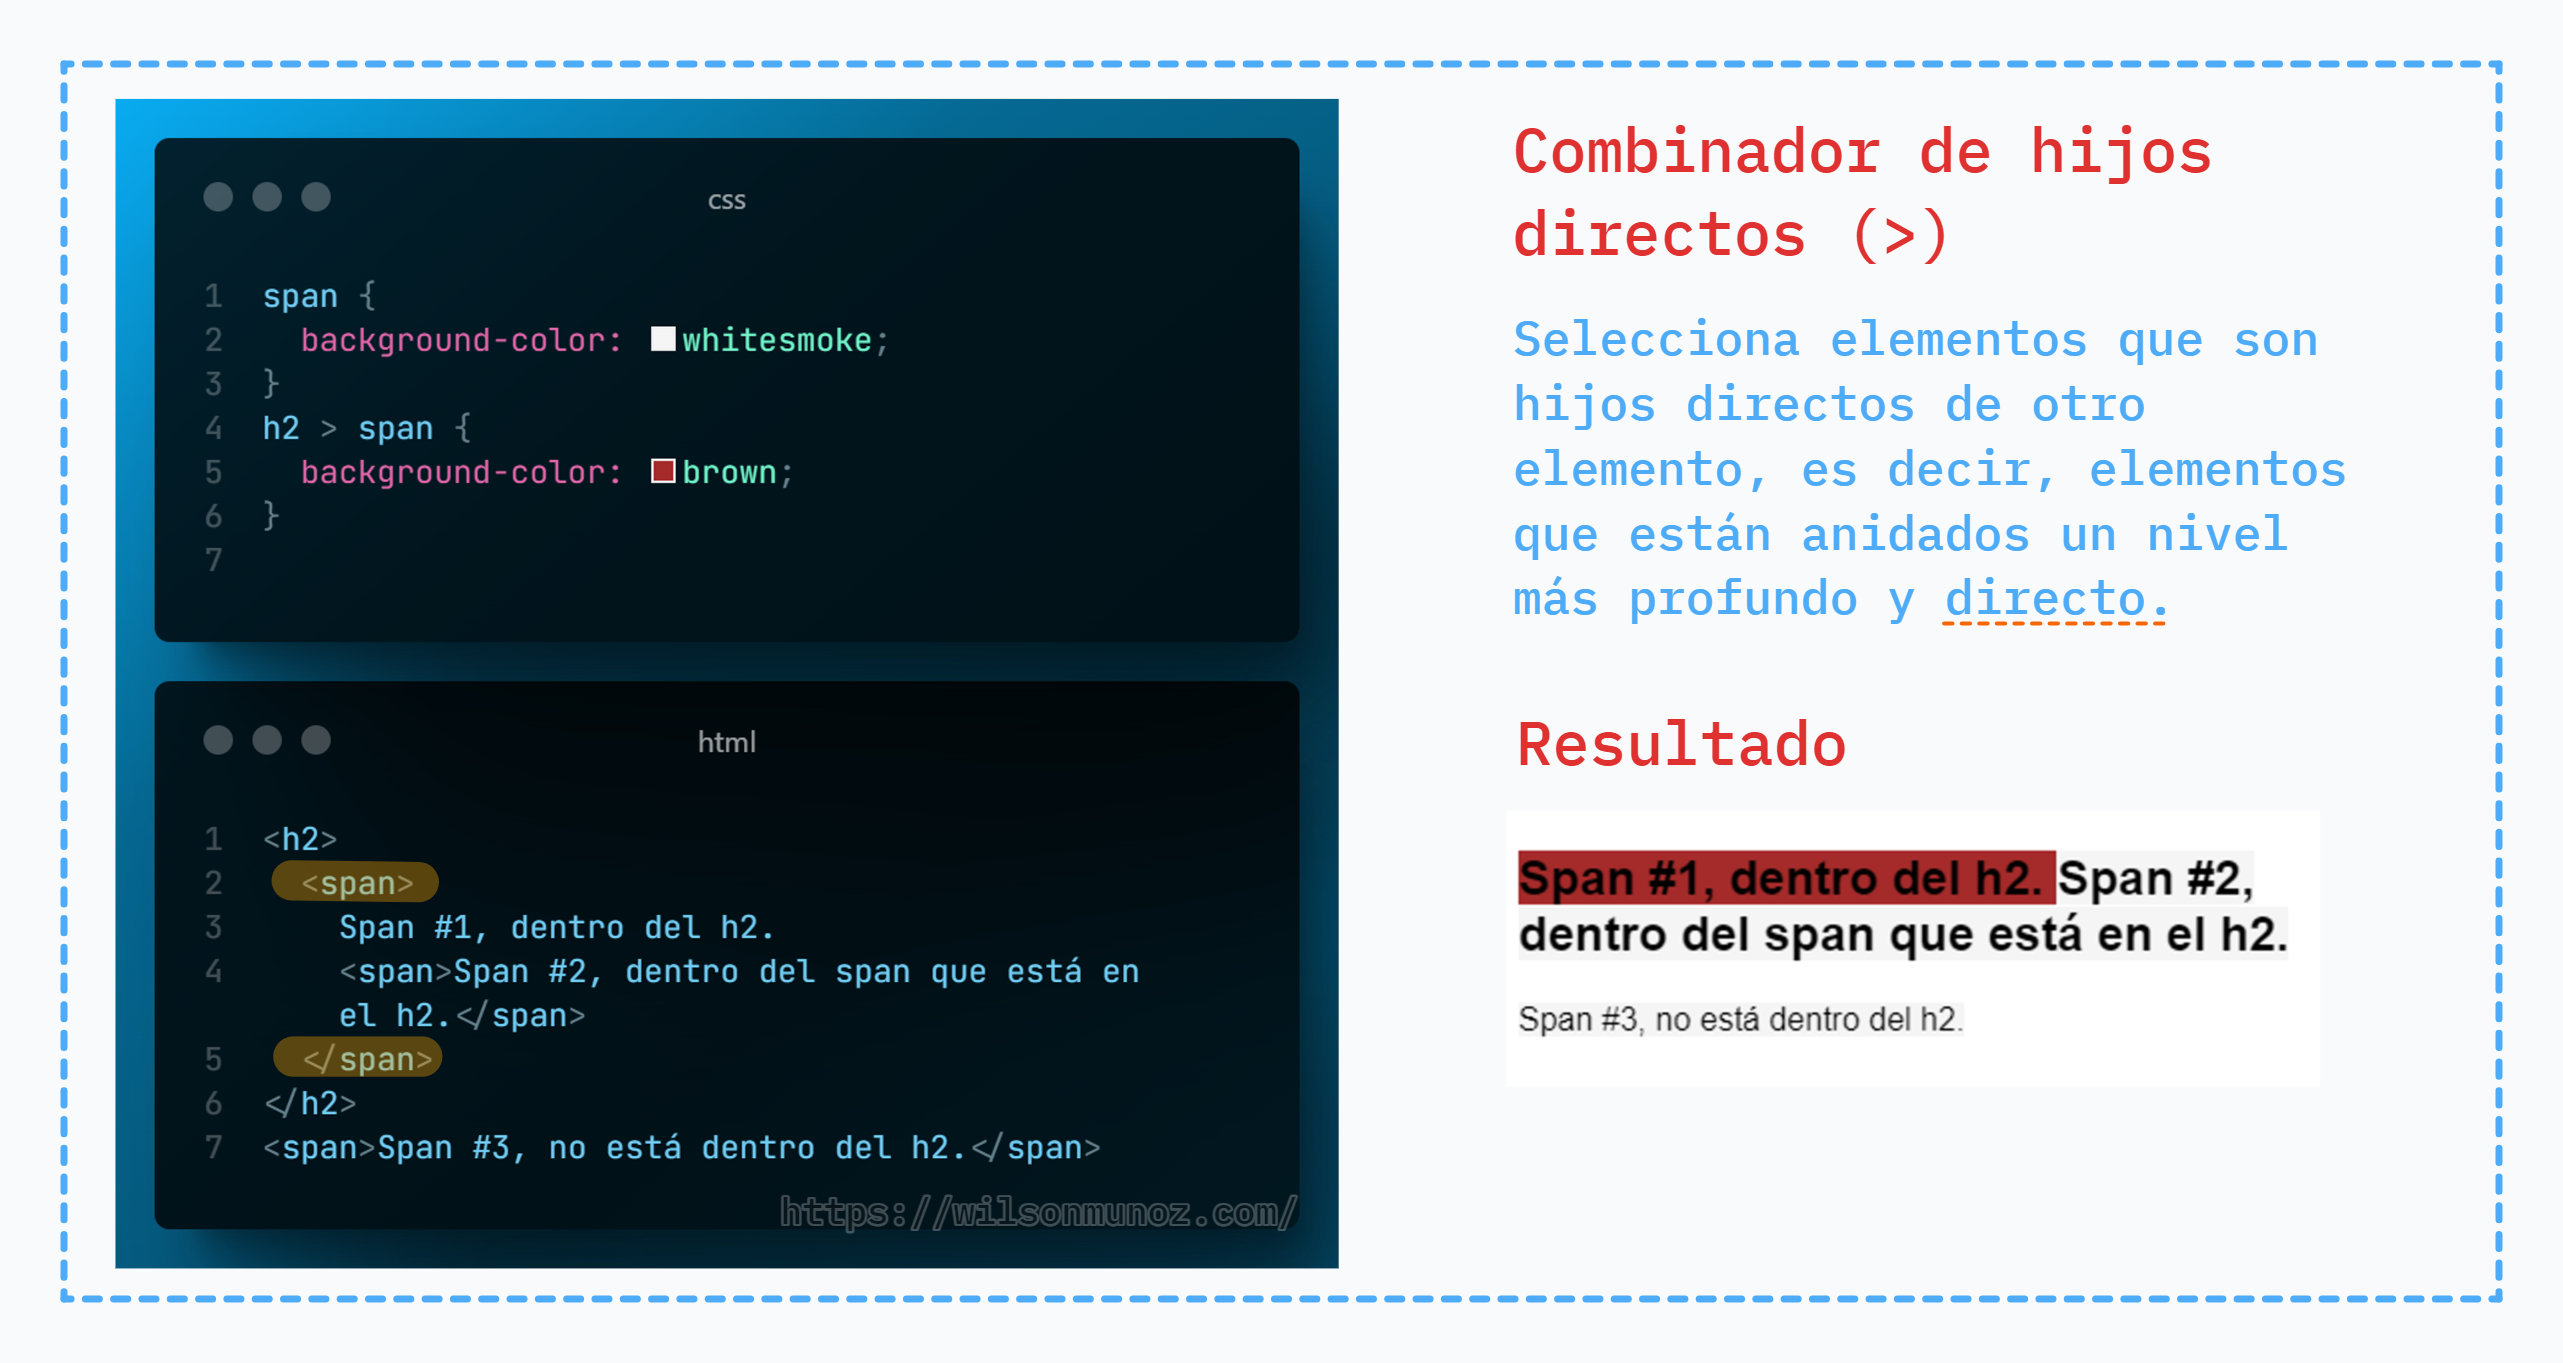 css
1 span {
2 background-color: whitesmoke;
3 }
4 h2 > span {
5 background-color: brown;
6 }
7
html
1 <h2>
2 <span>
3 Span #1, dentro del h2.
4 <span>Span #2, dentro del span que está en
el h2.</span>
5 </span>
6 </h2>
7 <span>Span #3, no está dentro del h2.</span>
https://wilsonmunoz.com/
Combinador de hijos
directos (>)
Selecciona elementos que son
hijos directos de otro
elemento, es decir, elementos
que están anidados un nivel
más profundo y directo.
Resultado
Span #1, dentro del h2. Span #2,
dentro del span que está en el h2.
Span #3, no está dentro del h2.